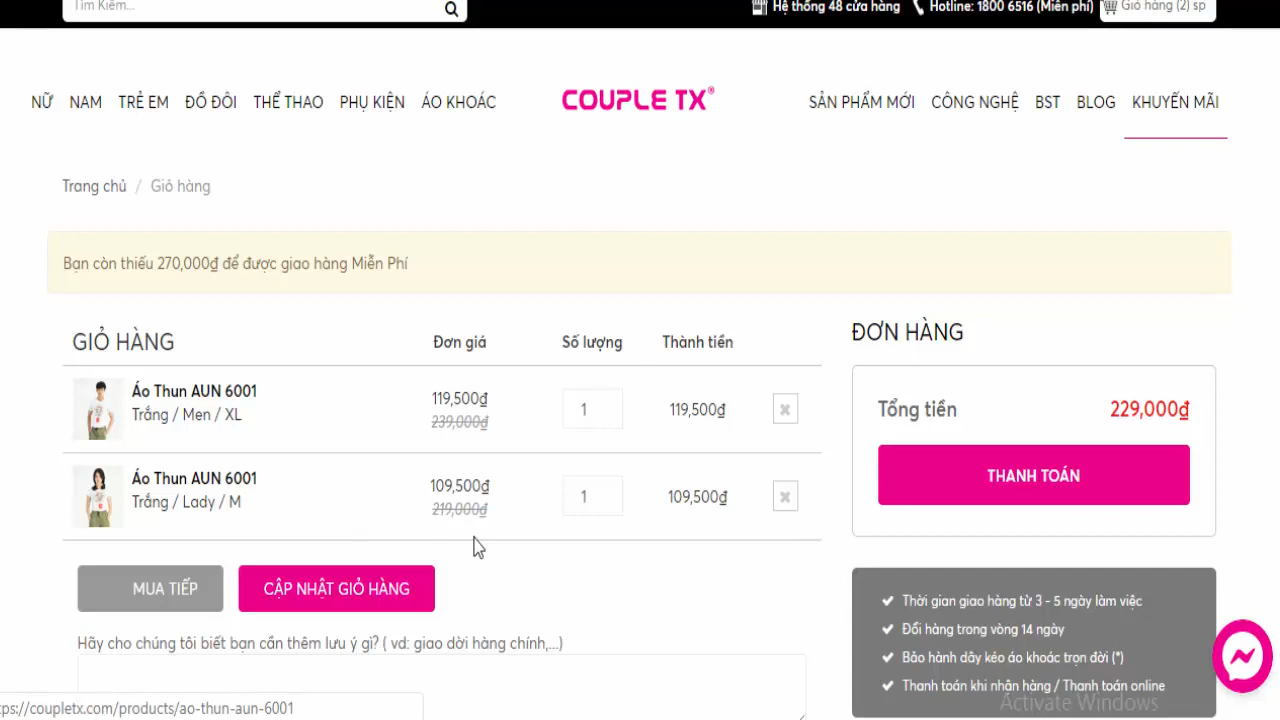 Tìm Kiếm...
Hệ thống 48 cửa hàng
Hotline: 1800 6516 (Miễn phí)
Giỏ hàng (2) sp
NỮ NAM TRẺ EM ĐỒ ĐÔI THỂ THAO PHỤ KIỆN ÁO KHOÁC
COUPLE TX®
SẢN PHẨM MỚI CÔNG NGHỆ BST BLOG KHUYẾN MÃI
Trang chủ / Giỏ hàng
Bạn còn thiếu 270,000₫ để được giao hàng Miễn Phí
GIỎ HÀNG Đơn giá Số lượng Thành tiền
Áo Thun AUN 6001
Trắng / Men / XL
119,500₫
239,000₫
1
119,500₫
Áo Thun AUN 6001
Trắng / Lady / M
109,500₫
219,000₫
1
109,500₫
MUA TIẾP
CẬP NHẬT GIỎ HÀNG
Hãy cho chúng tôi biết bạn cần thêm lưu ý gì? ( vd: giao dời hàng chính,...)
ĐƠN HÀNG
Tổng tiền 229,000₫
THANH TOÁN
Thời gian giao hàng từ 3 - 5 ngày làm việc
Đổi hàng trong vòng 14 ngày
Bảo hành dây kéo áo khoác trọn đời (*)
Thanh toán khi nhận hàng / Thanh toán online
Activate Windows
tps://coupletx.com/products/ao-thun-aun-6001